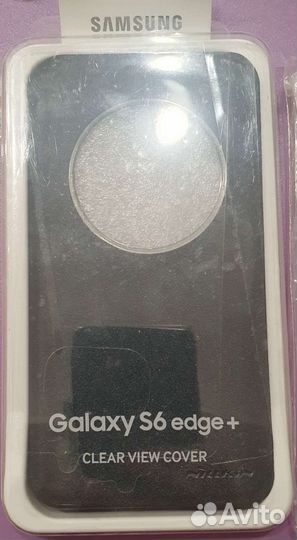 SAMSUNG
Galaxy S6 edge+
CLEAR VIEW COVER
Avito